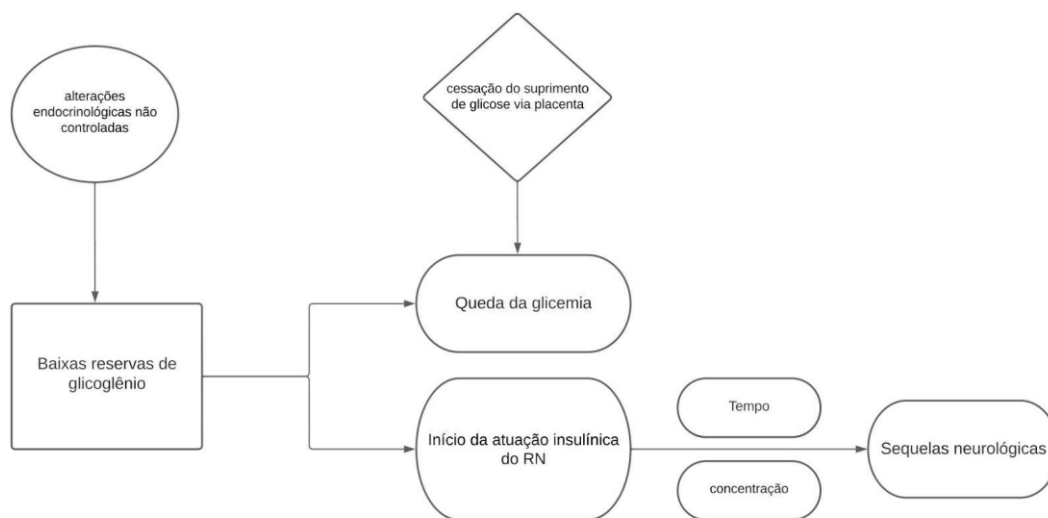 alterações
endocrinológicas não
controladas
cessação do suprimento
de glicose via placenta
Queda da glicemia
Baixas reservas de
glicoglênio
Início da atuação insulínica
do RN
Tempo
concentração
Sequelas neurológicas